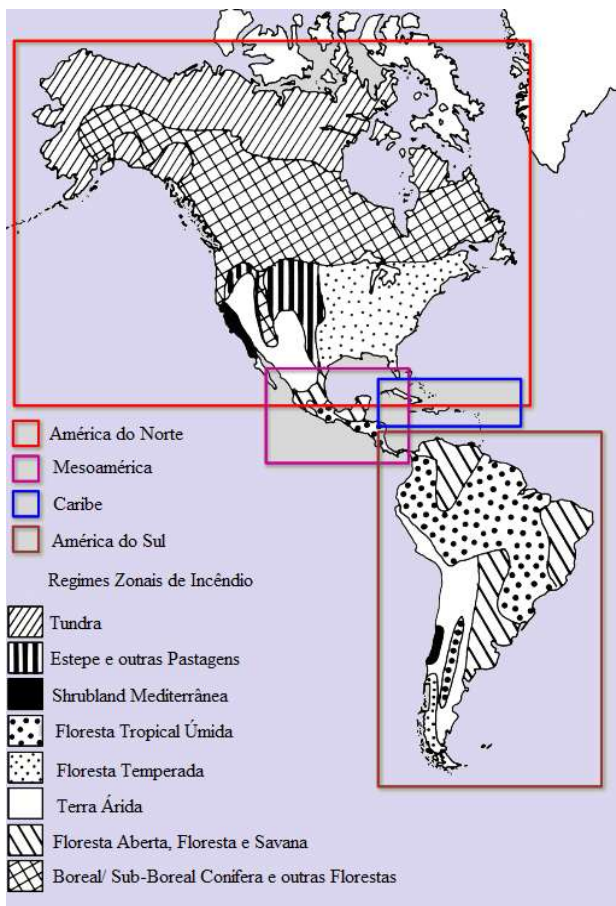 América do Norte
Mesoamérica
Caribe
América do Sul
Regimes Zonais de Incêndio
Tundra
Estepe e outras Pastagens
Shrubland Mediterrânea
Floresta Tropical Úmida
Floresta Temperada
Terra Árida
Floresta Aberta, Floresta e Savana
Boreal/ Sub-Boreal Conifera e outras Florestas